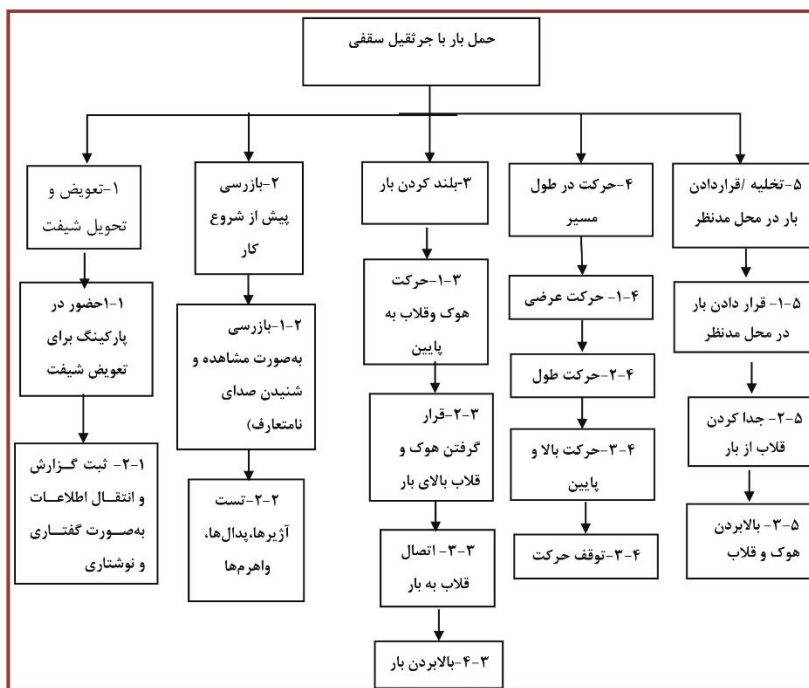 حمل بار با جرثقیل سقفی
۱-تعویض و
تحویل شیفت
۱-۱حضور در
پارکینگ برای
تعویض شیفت
۲-۱- ثبت گزارش
و انتقال اطلاعات
به‌صورت گفتاری
و نوشتاری
۲-بازرسی
پیش از شروع
کار
۱-۲-بازرسی
به‌صورت مشاهده و
شنیدن صدای
نامتعارف)
۲-۲-تست
آژیرها،پدال‌ها،
واهرم‌ها
۳-بلند کردن بار
۱-۳-حرکت
هوک وقلاب به
پایین
۲-۳-قرار
گرفتن هوک و
قلاب بالای بار
۳-۳- اتصال
قلاب به بار
۴-۳-بالابردن بار
۴-حرکت در طول
مسیر
۱-۴- حرکت عرضی
۲-۴-حرکت طول
۳-۴-حرکت بالا و
پایین
۳-۴-توقف حرکت
۵-تخلیه /قراردادن
بار در محل مدنظر
۱-۵- قرار دادن بار
در محل مدنظر
۲-۵- جدا کردن
قلاب از بار
۳-۵- بالابردن
هوک و قلاب